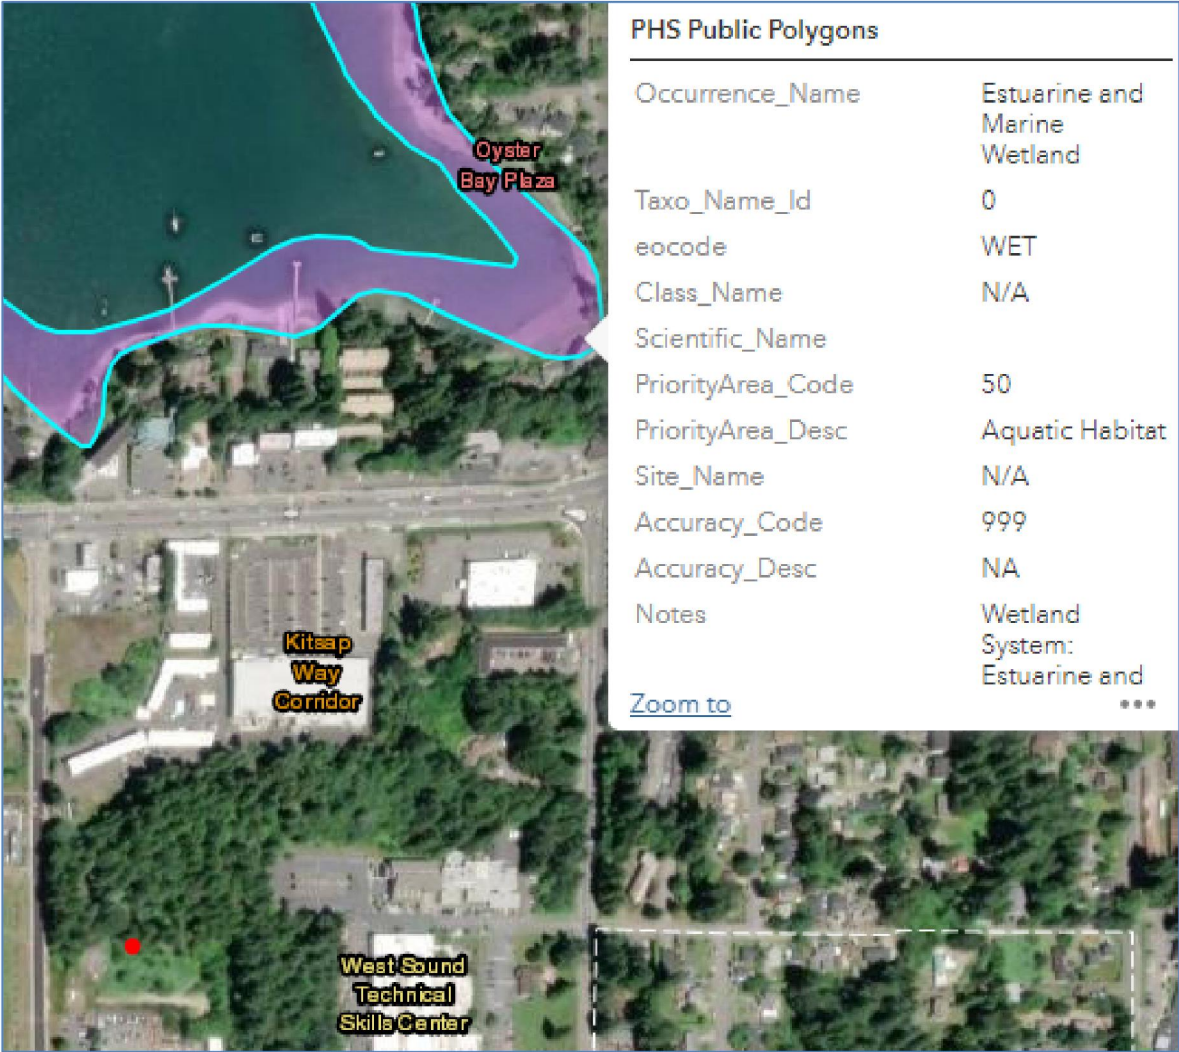 PHS Public Polygons
Occurrence_Name Estuarine and
Marine
Wetland
Taxo_Name_Id 0
eocode WET
Class_Name N/A
Scientific_Name
PriorityArea_Code 50
PriorityArea_Desc Aquatic Habitat
Site_Name N/A
Accuracy_Code 999
Accuracy_Desc NA
Notes Wetland
System:
Estuarine and
Zoom to
Oyster
Bay Plaza
Kitsap
Way
Corridor
West Sound
Technical
Skills Center